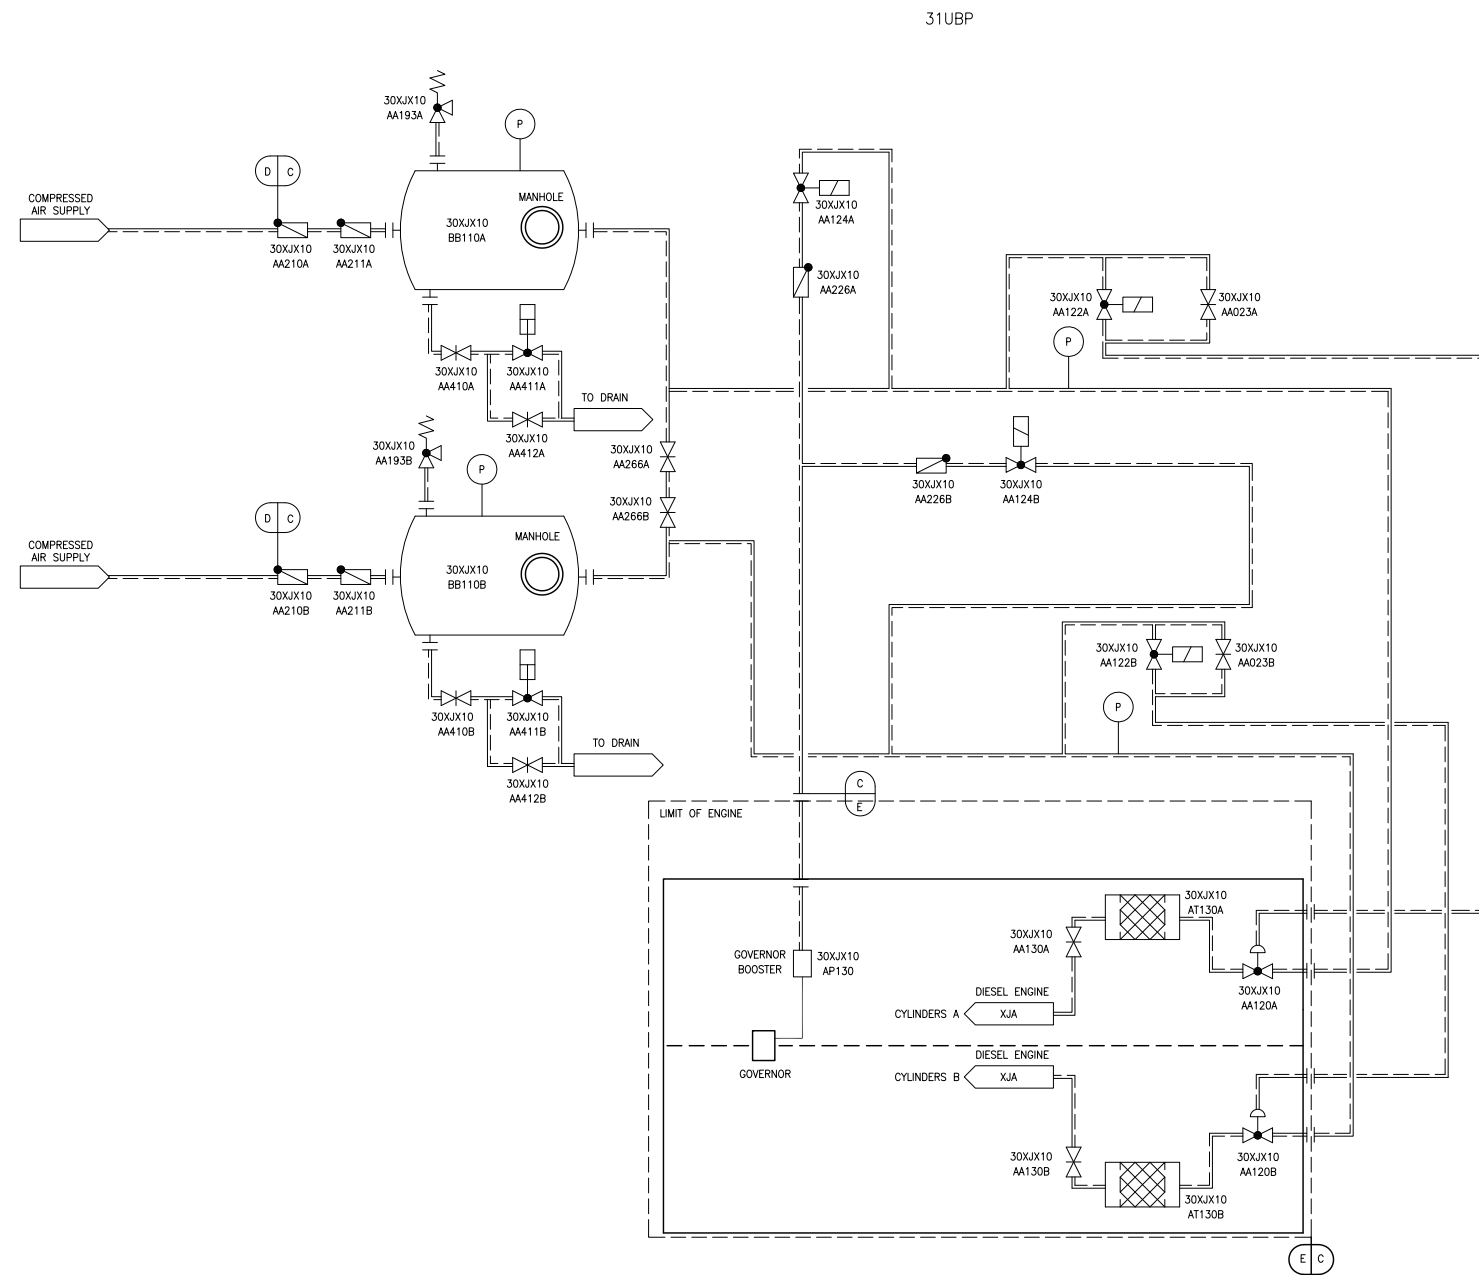 31UBP
30XJX10
AA193A
P
D C
COMPRESSED
AIR SUPPLY
30XJX10
AA210A
30XJX10
AA211A
30XJX10
BB110A
MANHOLE
30XJX10
AA124A
30XJX10
AA226A
30XJX10
AA122A
30XJX10
AA023A
P
30XJX10
AA410A
30XJX10
AA411A
TO DRAIN
30XJX10
AA412A
30XJX10
AA193B
P
30XJX10
AA266A
30XJX10
AA266B
30XJX10
AA226B
30XJX10
AA124B
D C
COMPRESSED
AIR SUPPLY
30XJX10
AA210B
30XJX10
AA211B
30XJX10
BB110B
MANHOLE
30XJX10
AA122B
30XJX10
AA023B
P
30XJX10
AA410B
30XJX10
AA411B
TO DRAIN
30XJX10
AA412B
C
E
LIMIT OF ENGINE
30XJX10
AT130A
30XJX10
AA130A
GOVERNOR
BOOSTER
30XJX10
AP130
30XJX10
AA120A
DIESEL ENGINE
CYLINDERS A
XJA
DIESEL ENGINE
CYLINDERS B
XJA
GOVERNOR
30XJX10
AA130B
30XJX10
AA120B
30XJX10
AT130B
E C